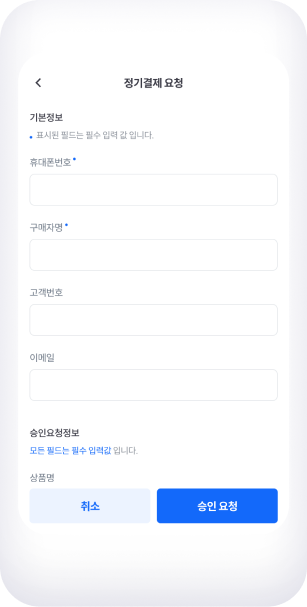 정기결제 요청
기본정보
• 표시된 필드는 필수 입력 값 입니다.
휴대폰번호 •
구매자명 •
고객번호
이메일
승인요청정보
모든 필드는 필수 입력값 입니다.
상품명
취소
승인 요청